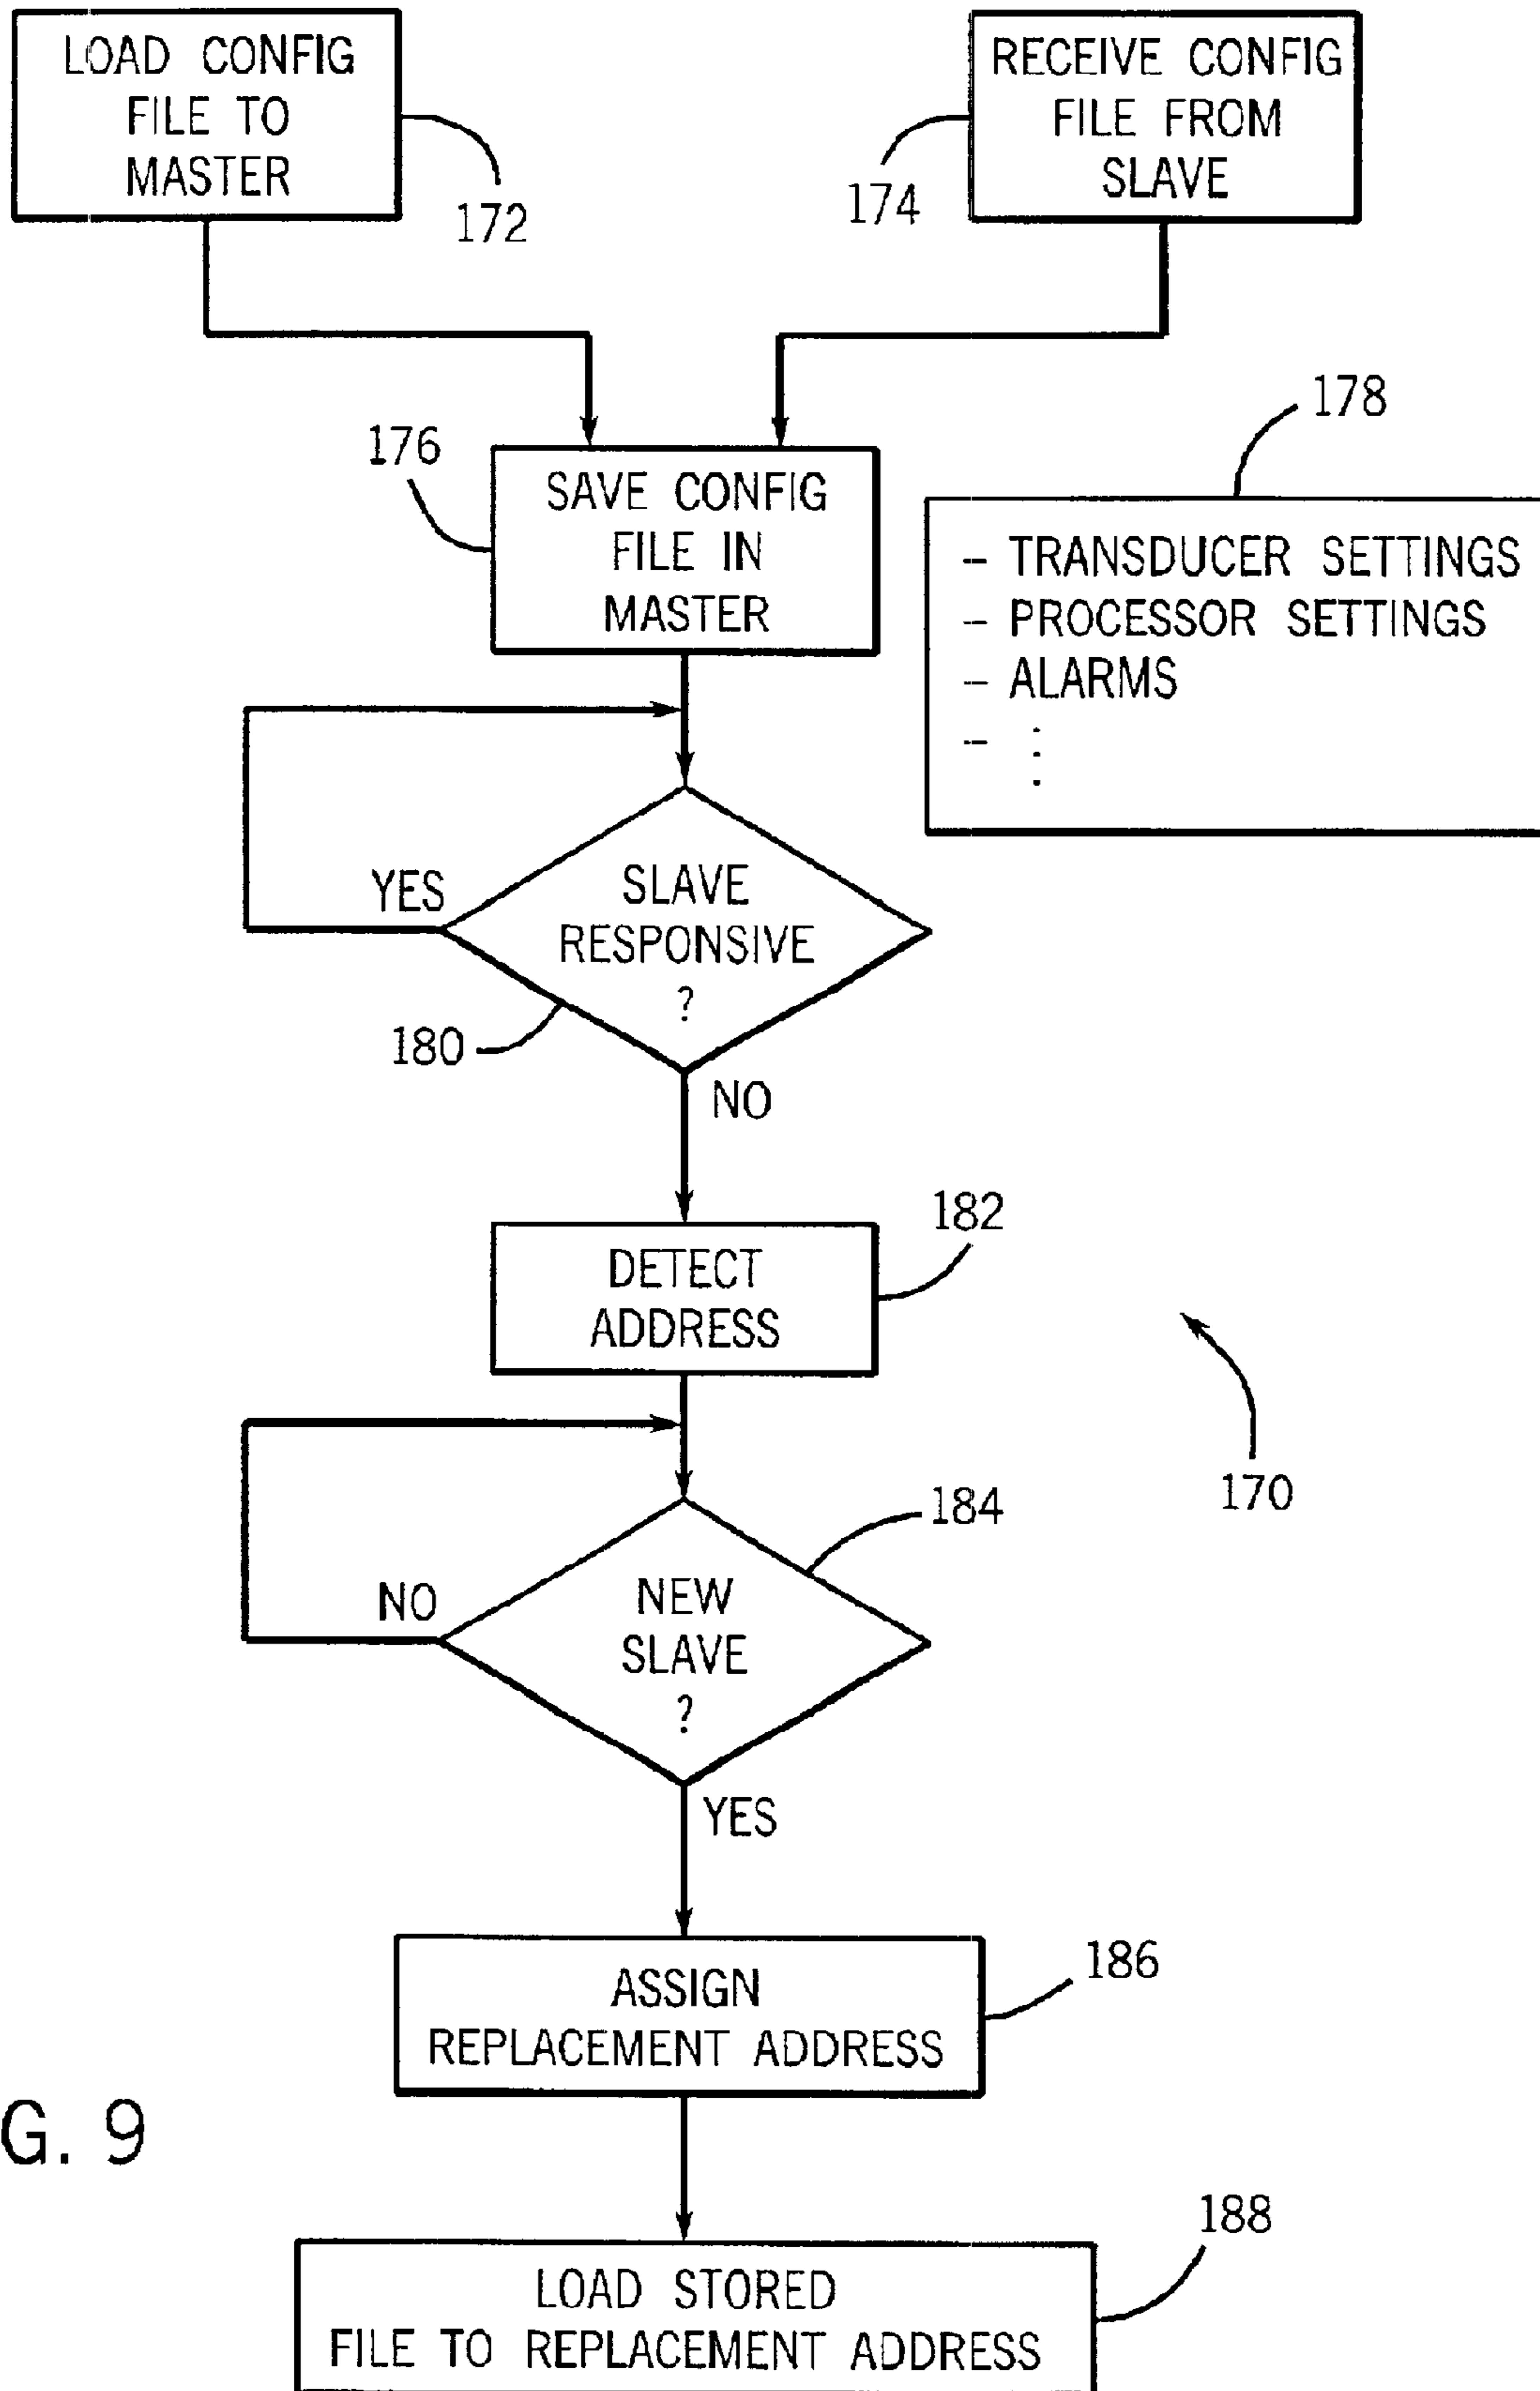 LOAD CONFIG
FILE TO
MASTER
172
RECEIVE CONFIG
FILE FROM
SLAVE
174
176
SAVE CONFIG
FILE IN
MASTER
178
- TRANSDUCER SETTINGS
- PROCESSOR SETTINGS
- ALARMS
- ⋮
YES
SLAVE
RESPONSIVE
?
180
NO
182
DETECT
ADDRESS
170
184
NO
NEW
SLAVE
?
YES
186
ASSIGN
REPLACEMENT ADDRESS
G. 9
188
LOAD STORED
FILE TO REPLACEMENT ADDRESS